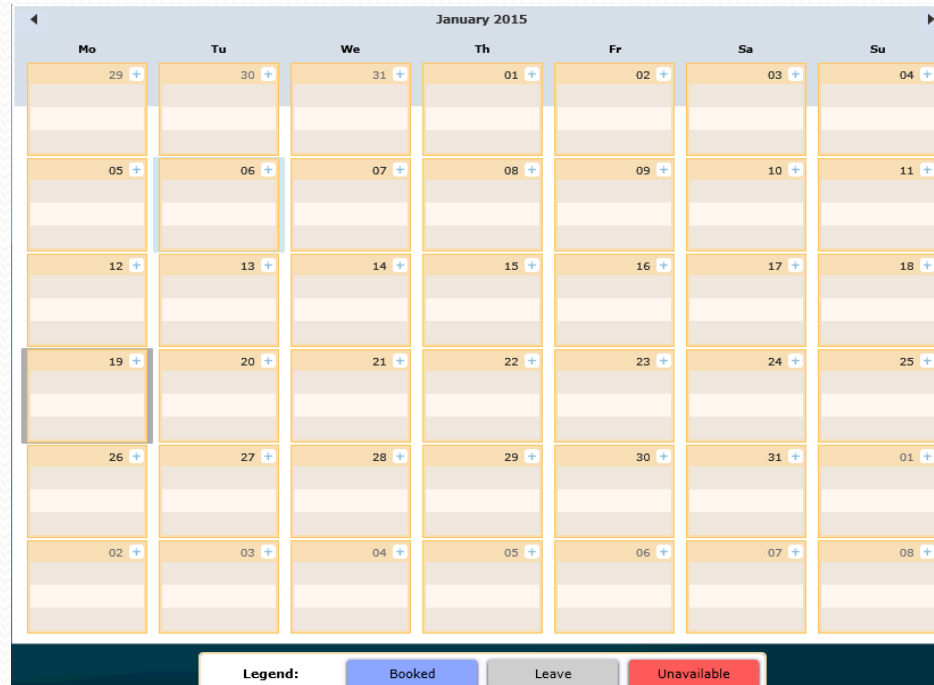 January 2015
Mo Tu We Th Fr Sa Su
29 + 30 + 31 + 01 + 02 + 03 + 04 +
05 + 06 + 07 + 08 + 09 + 10 + 11 +
12 + 13 + 14 + 15 + 16 + 17 + 18 +
19 + 20 + 21 + 22 + 23 + 24 + 25 +
26 + 27 + 28 + 29 + 30 + 31 + 01 +
02 + 03 + 04 + 05 + 06 + 07 + 08 +
Legend: Booked Leave Unavailable